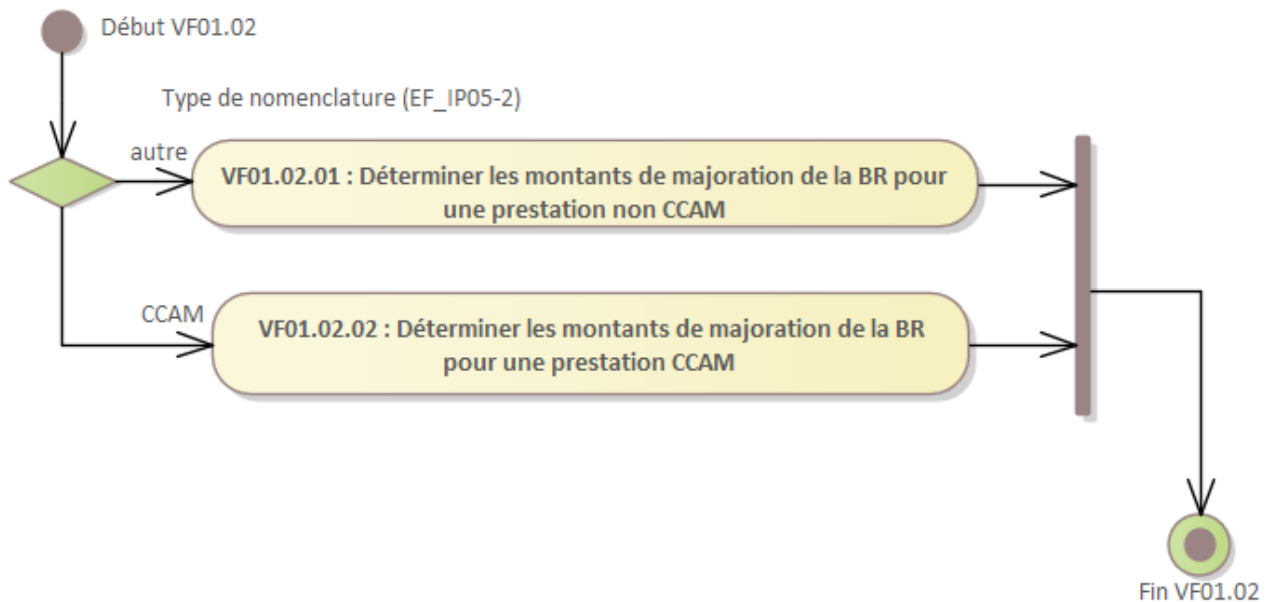 Début VF01.02
Type de nomenclature (EF_IP05-2)
autre
VF01.02.01 : Déterminer les montants de majoration de la BR pour
une prestation non CCAM
CCAM
VF01.02.02 : Déterminer les montants de majoration de la BR
pour une prestation CCAM
Fin VF01.02